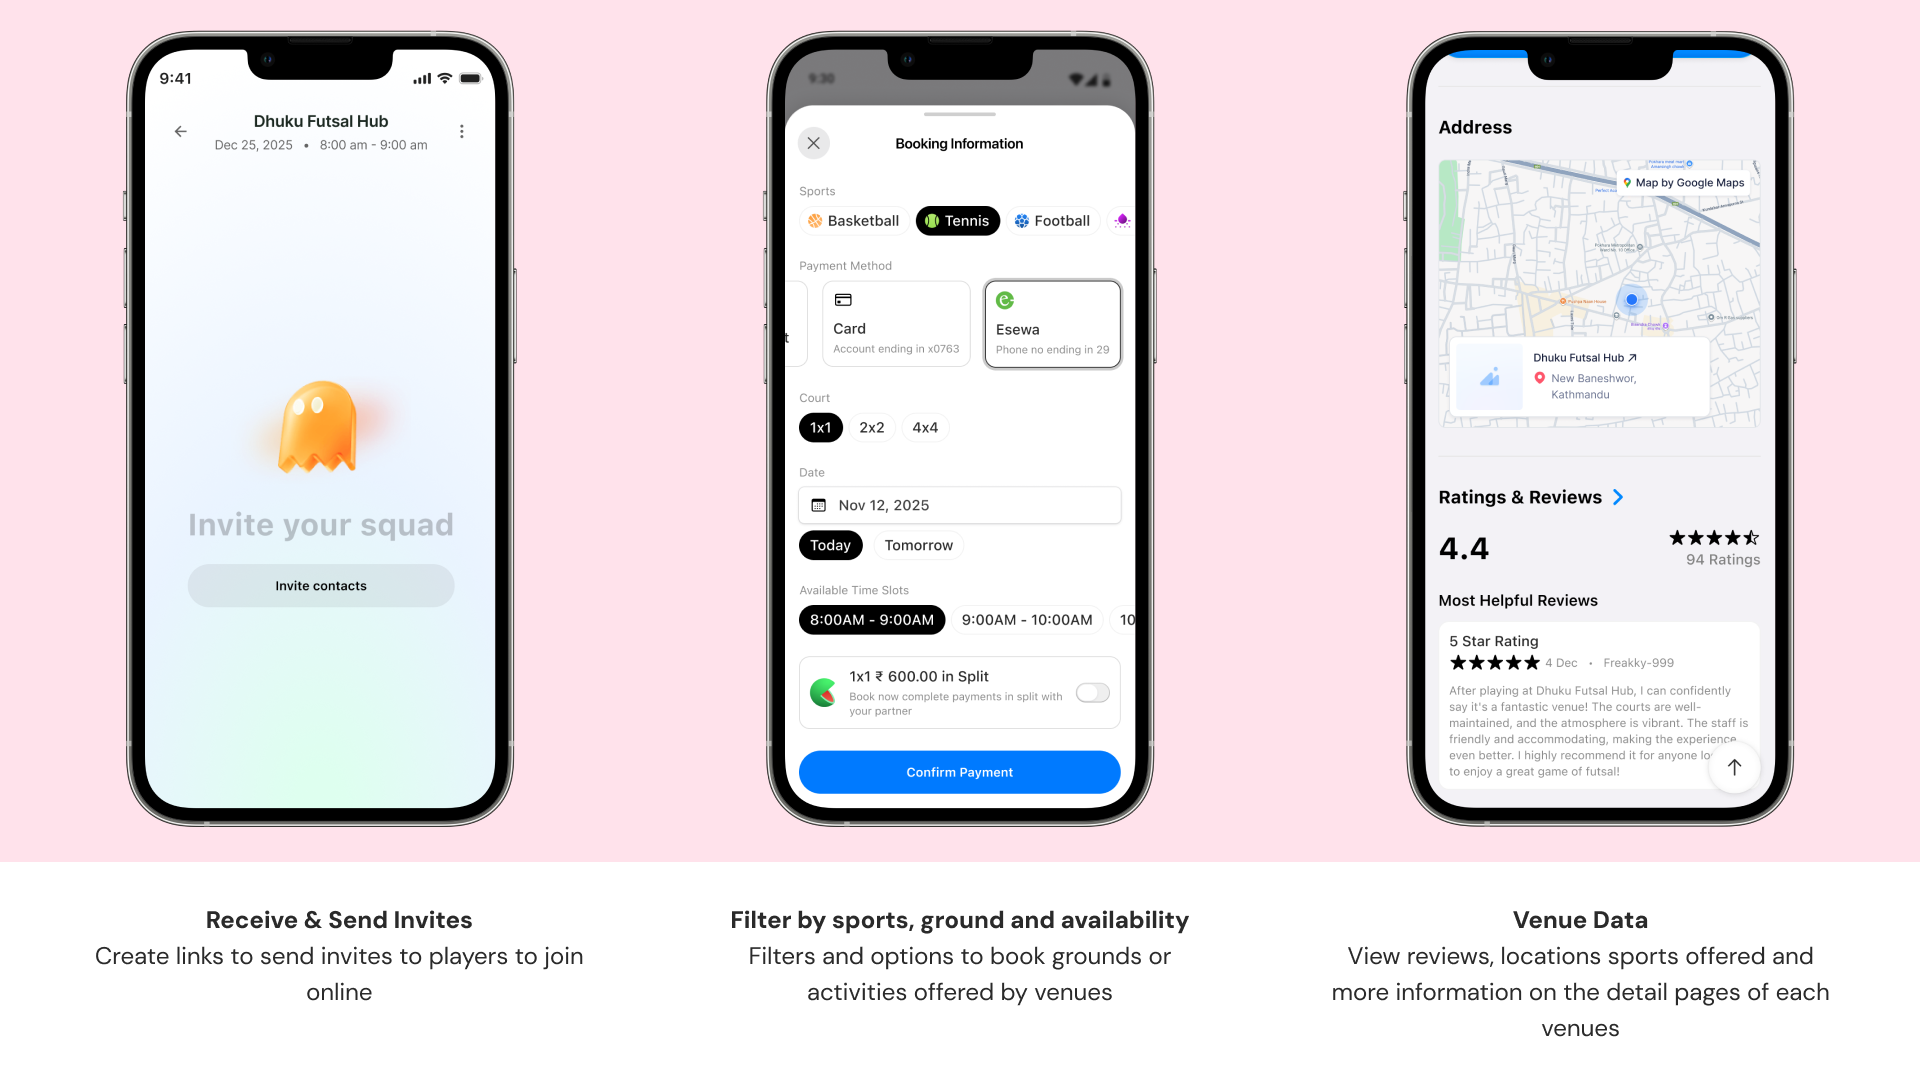 9:41
Dhuku Futsal Hub
Dec 25, 2025 • 8:00 am - 9:00 am
Invite your squad
Invite contacts
9:30
Booking Information
Sports
Basketball
Tennis
Football
Payment Method
t
Card
Account ending in x0763
e
Esewa
Phone no ending in 29
Court
1x1
2x2
4x4
Date
Nov 12, 2025
Today
Tomorrow
Available Time Slots
8:00AM - 9:00AM
9:00AM - 10:00AM
10
1x1 ₹ 600.00 in Split
Book now complete payments in split with
your partner
Confirm Payment
Address
Map by Google Maps
Dhuku Futsal Hub
New Baneshwor,
Kathmandu
Ratings & Reviews
4.4
94 Ratings
Most Helpful Reviews
5 Star Rating
4 Dec • Freakky-999
After playing at Dhuku Futsal Hub, I can confidently
say it's a fantastic venue! The courts are well-
maintained, and the atmosphere is vibrant. The staff is
friendly and accommodating, making the experience
even better. I highly recommend it for anyone lo
to enjoy a great game of futsal!
Receive & Send Invites
Create links to send invites to players to join
online
Filter by sports, ground and availability
Filters and options to book grounds or
activities offered by venues
Venue Data
View reviews, locations sports offered and
more information on the detail pages of each
venues